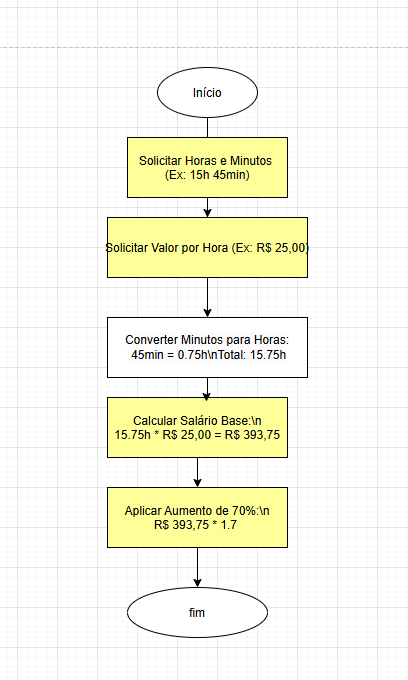 Início
Solicitar Horas e Minutos
(Ex: 15h 45min)
Solicitar Valor por Hora (Ex: R$ 25,00)
Converter Minutos para Horas:
45min = 0.75h\nTotal: 15.75h
Calcular Salário Base:\n
15.75h * R$ 25,00 = R$ 393,75
Aplicar Aumento de 70%:\n
R$ 393,75 * 1.7
fim